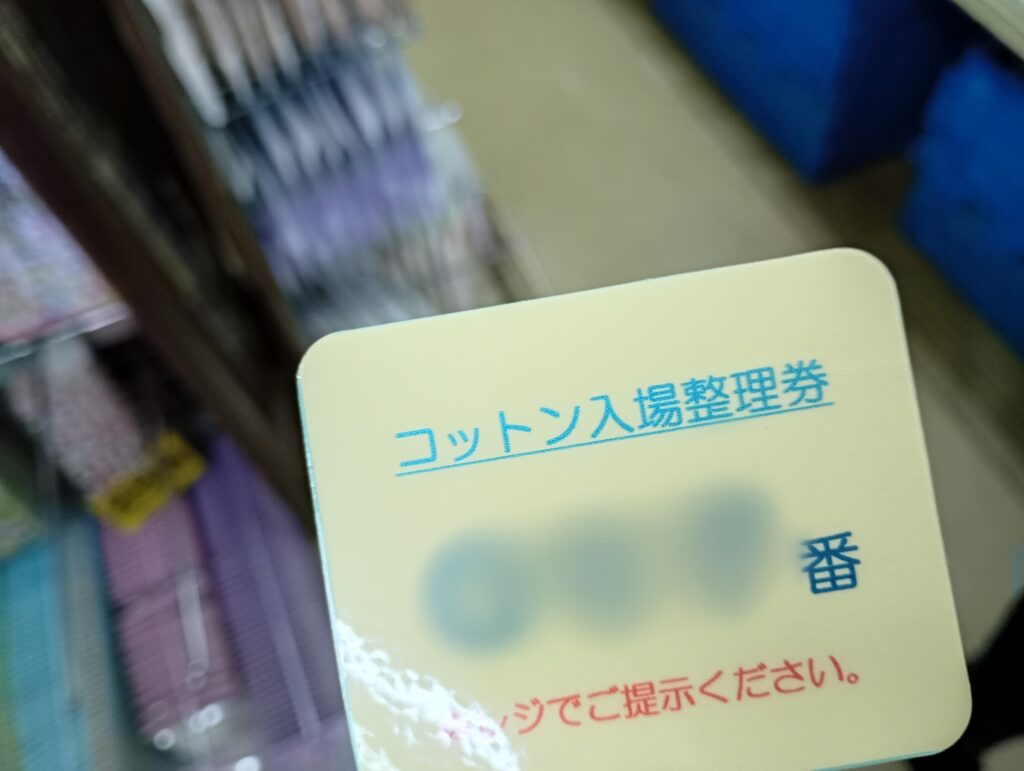 コットン入場整理券
番
レジでご提示ください。